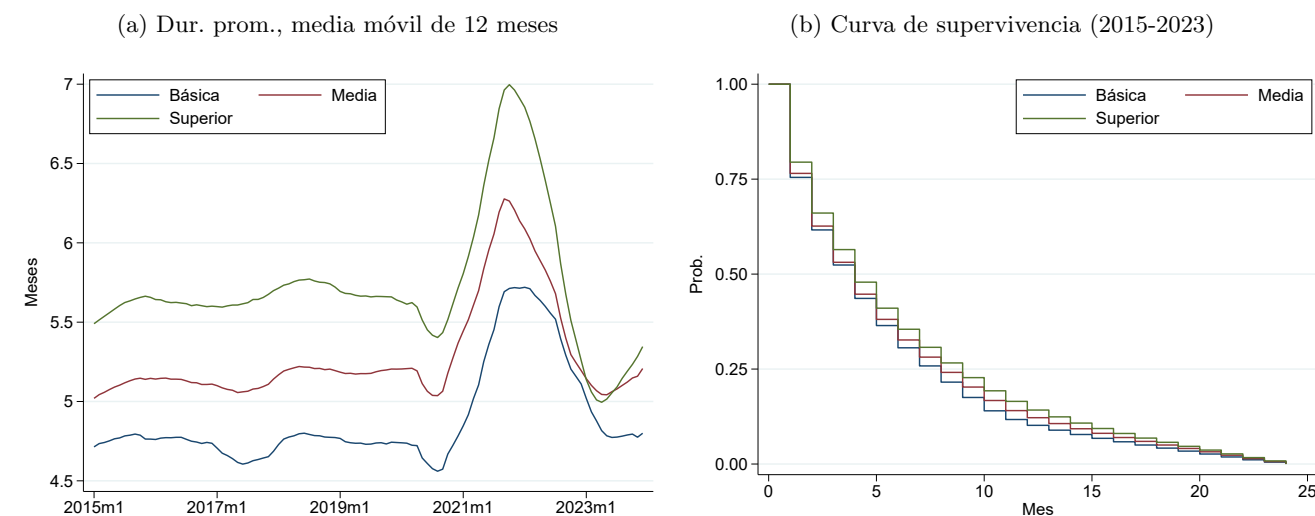 (a) Dur. prom., media móvil de 12 meses
Meses
7
6.5
6
5.5
5
4.5
Básica
Media
Superior
2015m1
2017m1
2019m1
2021m1
2023m1
(b) Curva de supervivencia (2015-2023)
Prob.
1.00
0.75
0.50
0.25
0.00
Básica
Media
Superior
0
5
10
15
20
25
Mes